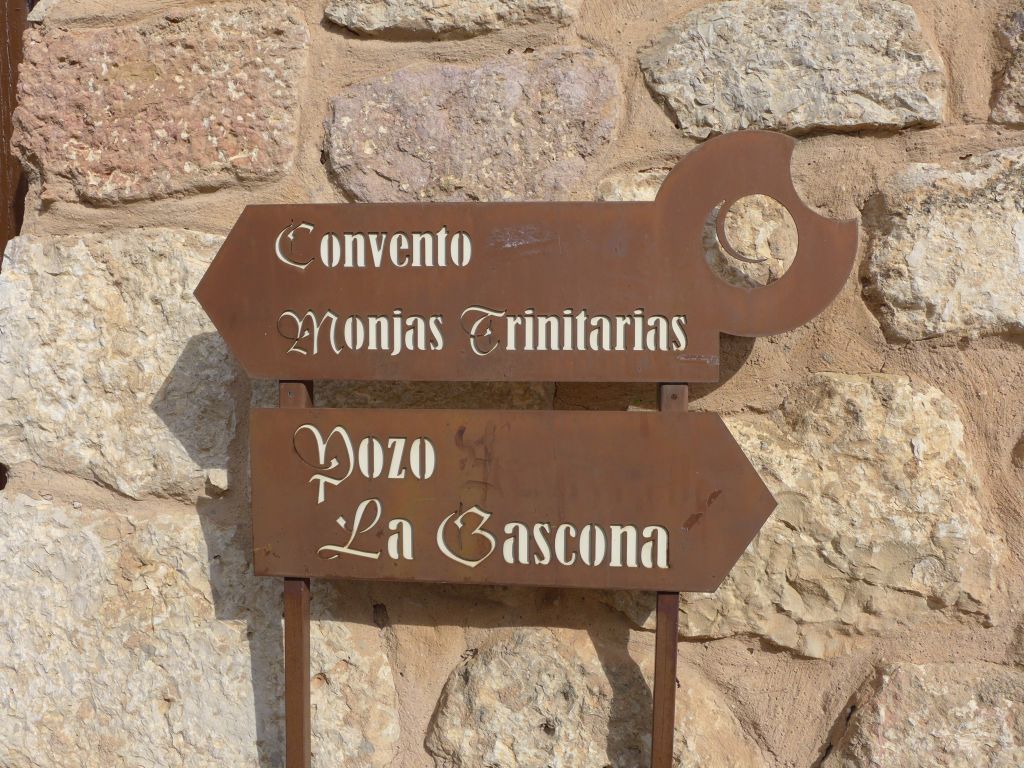 Convento
Monjas Trinitarias
Pozo
La Gascona